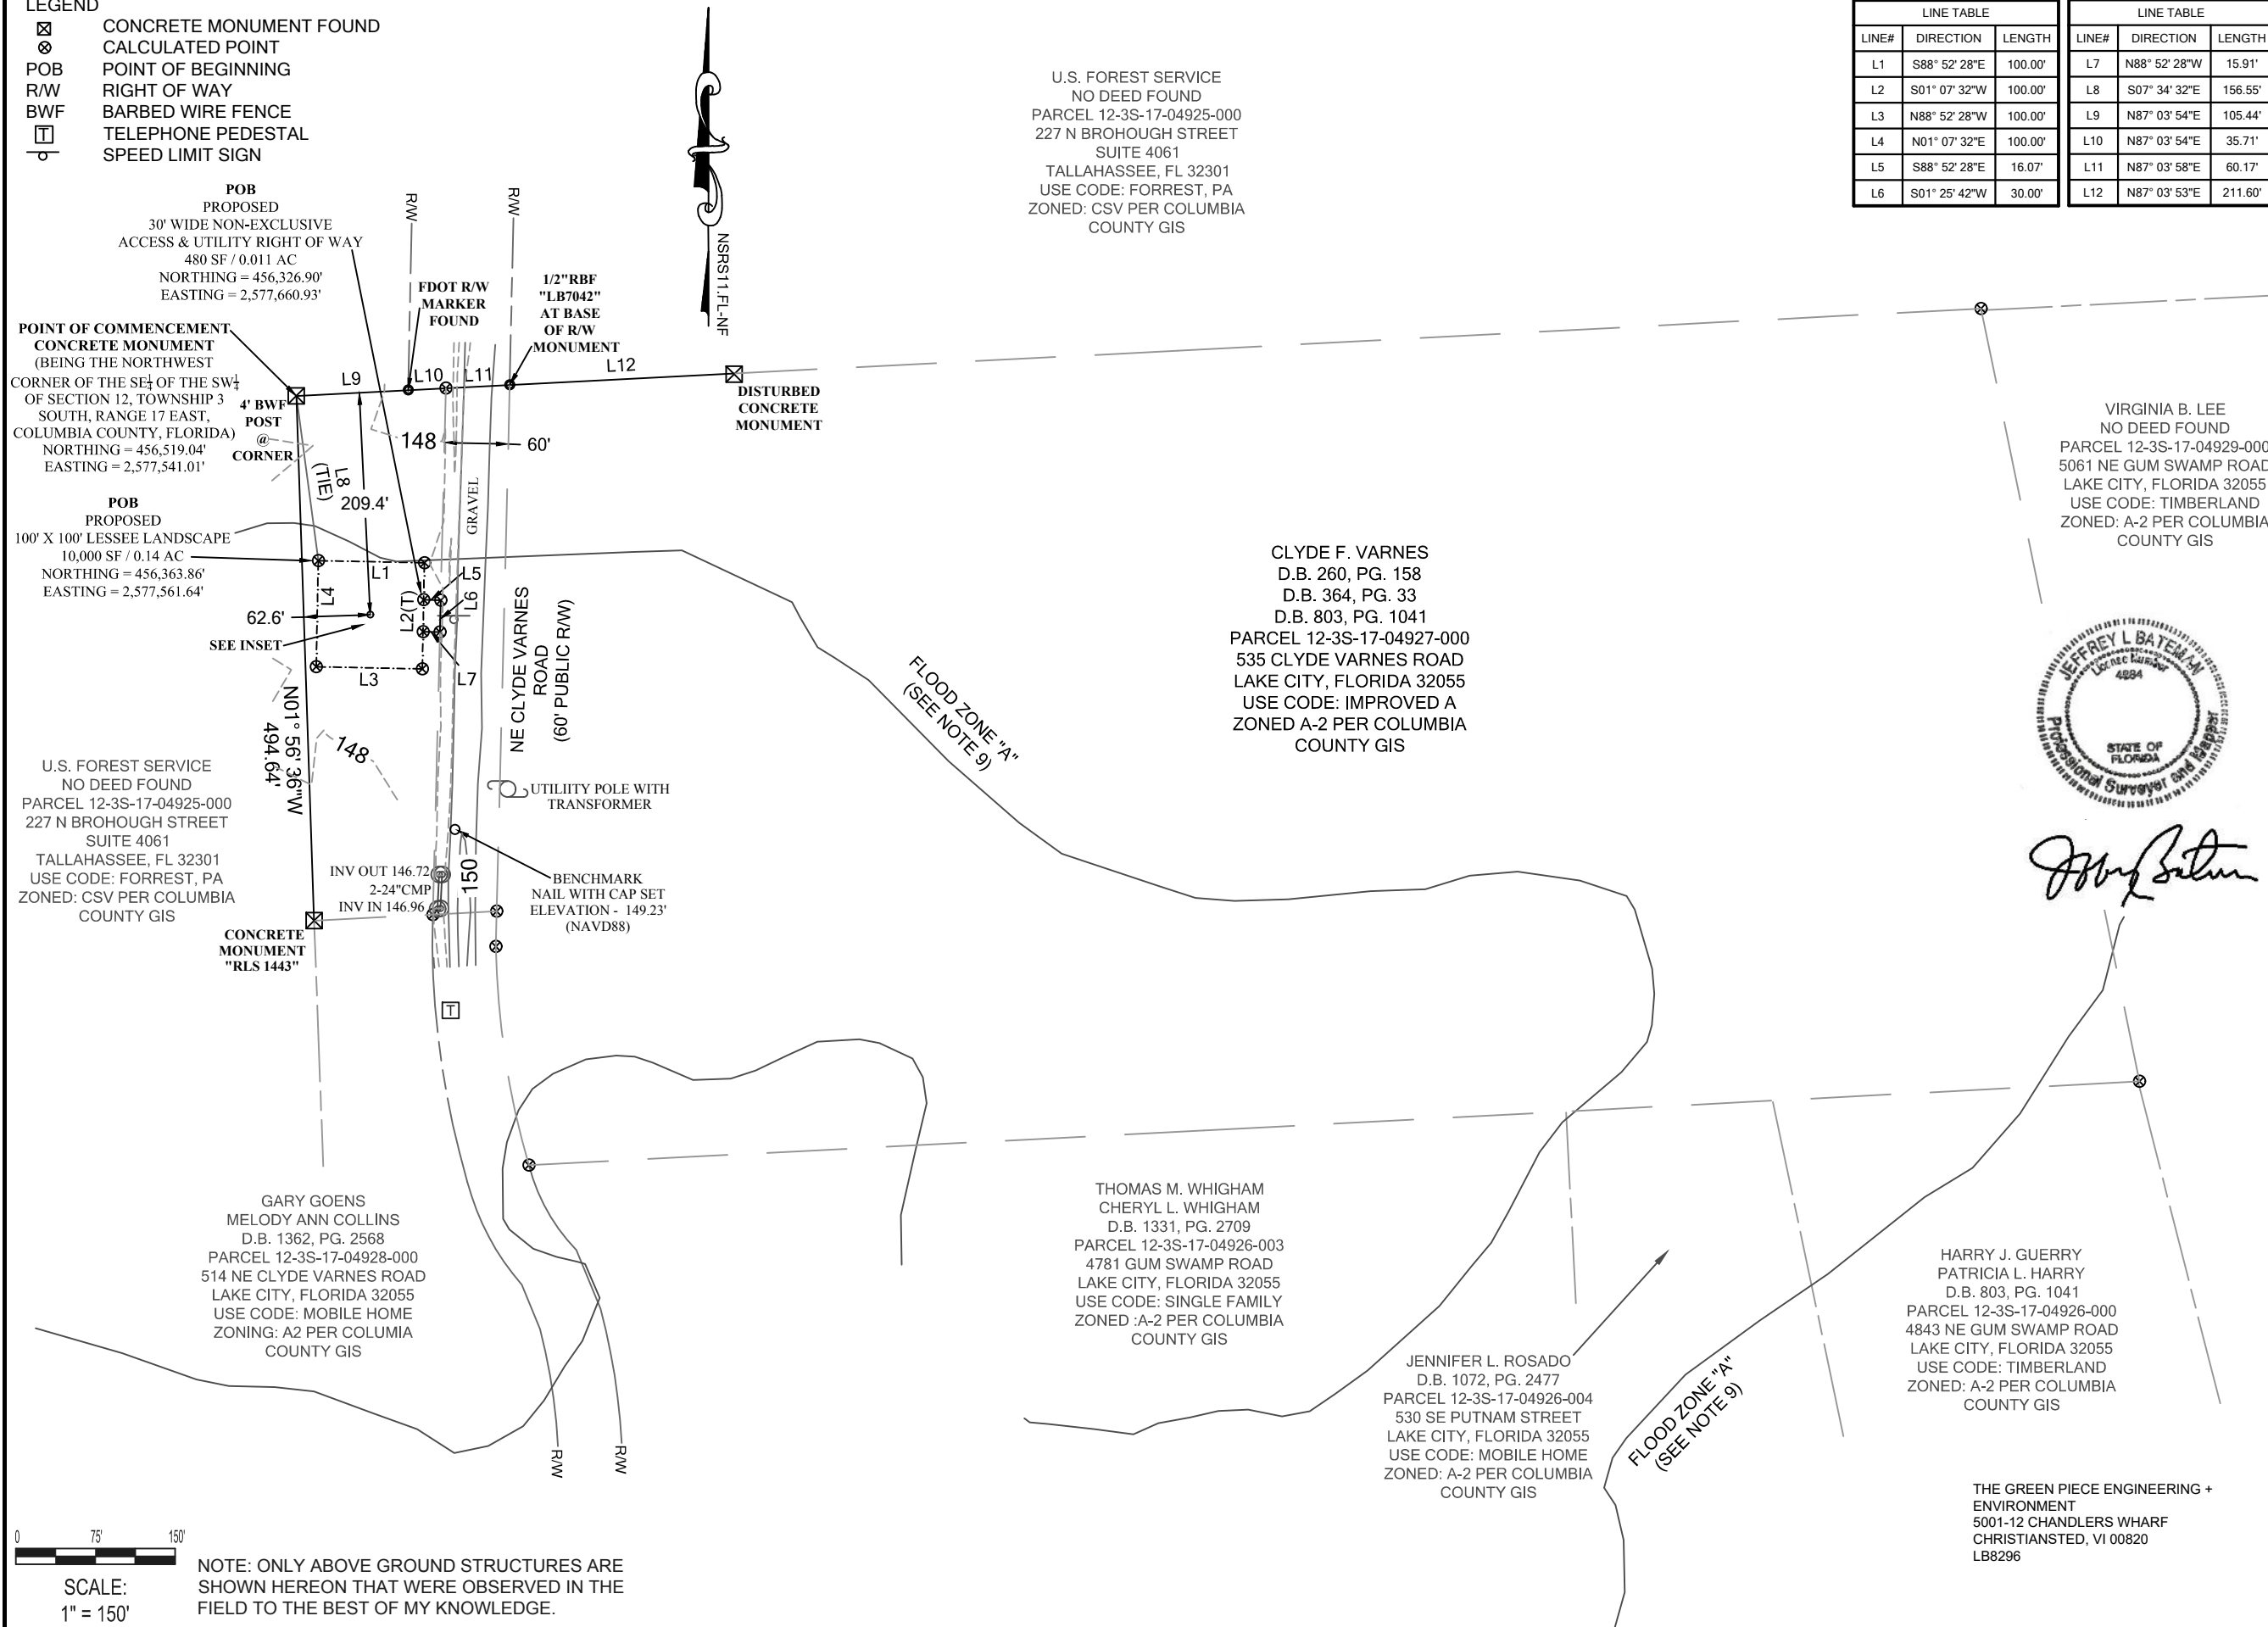 LEGEND
CONCRETE MONUMENT FOUND
CALCULATED POINT
POB POINT OF BEGINNING
R/W RIGHT OF WAY
BWF BARBED WIRE FENCE
T TELEPHONE PEDESTAL
SPEED LIMIT SIGN
POB
PROPOSED
30' WIDE NON-EXCLUSIVE
ACCESS & UTILITY RIGHT OF WAY
480 SF / 0.011 AC
NORTHING = 456,326.90'
EASTING = 2,577,660.93'
POINT OF COMMENCEMENT
CONCRETE MONUMENT
(BEING THE NORTHWEST
CORNER OF THE SE¼ OF THE SW¼
OF SECTION 12, TOWNSHIP 3
SOUTH, RANGE 17 EAST,
COLUMBIA COUNTY, FLORIDA)
NORTHING = 456,519.04'
EASTING = 2,577,541.01'
4' BWF
POST
@
CORNER
POB
PROPOSED
100' X 100' LESSEE LANDSCAPE
10,000 SF / 0.14 AC
NORTHING = 456,363.86'
EASTING = 2,577,561.64'
62.6'
SEE INSET
R/W
R/W
FDOT R/W
MARKER
FOUND
1/2"RBF
"LB7042"
AT BASE
OF R/W
MONUMENT
NSRS11.FL-NF
L9
L10
L11
L12
DISTURBED
CONCRETE
MONUMENT
148
60'
L8
(TIE)
209.4'
GRAVEL
L1
L4
L2(T)
L5
L6
L3
L7
NE CLYDE VARNES
ROAD
(60' PUBLIC R/W)
N01° 56' 36"W
494.64'
148
U.S. FOREST SERVICE
NO DEED FOUND
PARCEL 12-3S-17-04925-000
227 N BROHOUGH STREET
SUITE 4061
TALLAHASSEE, FL 32301
USE CODE: FORREST, PA
ZONED: CSV PER COLUMBIA
COUNTY GIS
UTILIITY POLE WITH
TRANSFORMER
INV OUT 146.72
2-24"CMP
INV IN 146.96
150
BENCHMARK
NAIL WITH CAP SET
ELEVATION - 149.23'
(NAVD88)
CONCRETE
MONUMENT
"RLS 1443"
T
U.S. FOREST SERVICE
NO DEED FOUND
PARCEL 12-3S-17-04925-000
227 N BROHOUGH STREET
SUITE 4061
TALLAHASSEE, FL 32301
USE CODE: FORREST, PA
ZONED: CSV PER COLUMBIA
COUNTY GIS
LINE TABLE
LINE# DIRECTION LENGTH
L1 S88° 52' 28"E 100.00'
L2 S01° 07' 32"W 100.00'
L3 N88° 52' 28"W 100.00'
L4 N01° 07' 32"E 100.00'
L5 S88° 52' 28"E 16.07'
L6 S01° 25' 42"W 30.00'
LINE TABLE
LINE# DIRECTION LENGTH
L7 N88° 52' 28"W 15.91'
L8 S07° 34' 32"E 156.55'
L9 N87° 03' 54"E 105.44'
L10 N87° 03' 54"E 35.71'
L11 N87° 03' 58"E 60.17'
L12 N87° 03' 53"E 211.60'
VIRGINIA B. LEE
NO DEED FOUND
PARCEL 12-3S-17-04929-000
5061 NE GUM SWAMP ROAD
LAKE CITY, FLORIDA 32055
USE CODE: TIMBERLAND
ZONED: A-2 PER COLUMBIA
COUNTY GIS
CLYDE F. VARNES
D.B. 260, PG. 158
D.B. 364, PG. 33
D.B. 803, PG. 1041
PARCEL 12-3S-17-04927-000
535 CLYDE VARNES ROAD
LAKE CITY, FLORIDA 32055
USE CODE: IMPROVED A
ZONED A-2 PER COLUMBIA
COUNTY GIS
FLOOD ZONE "A"
(SEE NOTE 9)
JEFFREY L BATEMAN
License Number
4284
STATE OF
FLORIDA
Professional Surveyor and Mapper
GARY GOENS
MELODY ANN COLLINS
D.B. 1362, PG. 2568
PARCEL 12-3S-17-04928-000
514 NE CLYDE VARNES ROAD
LAKE CITY, FLORIDA 32055
USE CODE: MOBILE HOME
ZONING: A2 PER COLUMIA
COUNTY GIS
R/W
R/W
THOMAS M. WHIGHAM
CHERYL L. WHIGHAM
D.B. 1331, PG. 2709
PARCEL 12-3S-17-04926-003
4781 GUM SWAMP ROAD
LAKE CITY, FLORIDA 32055
USE CODE: SINGLE FAMILY
ZONED :A-2 PER COLUMBIA
COUNTY GIS
JENNIFER L. ROSADO
D.B. 1072, PG. 2477
PARCEL 12-3S-17-04926-004
530 SE PUTNAM STREET
LAKE CITY, FLORIDA 32055
USE CODE: MOBILE HOME
ZONED: A-2 PER COLUMBIA
COUNTY GIS
FLOOD ZONE "A"
(SEE NOTE 9)
HARRY J. GUERRY
PATRICIA L. HARRY
D.B. 803, PG. 1041
PARCEL 12-3S-17-04926-000
4843 NE GUM SWAMP ROAD
LAKE CITY, FLORIDA 32055
USE CODE: TIMBERLAND
ZONED: A-2 PER COLUMBIA
COUNTY GIS
0 75' 150'
SCALE:
1" = 150'
NOTE: ONLY ABOVE GROUND STRUCTURES ARE
SHOWN HEREON THAT WERE OBSERVED IN THE
FIELD TO THE BEST OF MY KNOWLEDGE.
THE GREEN PIECE ENGINEERING +
ENVIRONMENT
5001-12 CHANDLERS WHARF
CHRISTIANSTED, VI 00820
LB8296